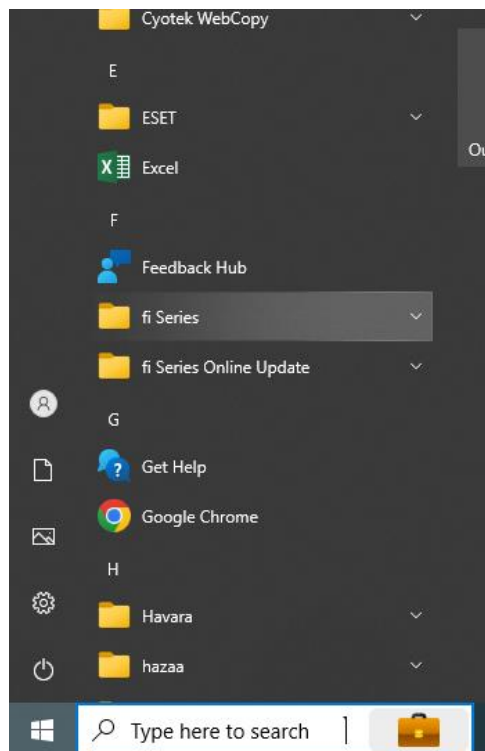 Cyotek WebCopy
E
ESET
Excel
F
Feedback Hub
fi Series
fi Series Online Update
G
Get Help
Google Chrome
H
Havara
hazaa
Type here to search